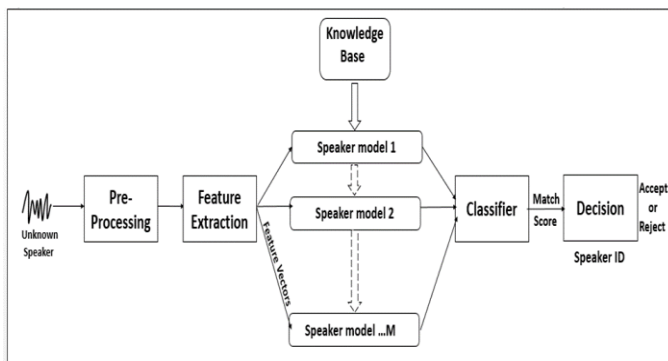 Knowledge
Base
Speaker model 1
Pre-
Processing
Feature
Extraction
Speaker model 2
Classifier
Match
Score
Decision
Accept
or
Reject
Unknown
Speaker
Feature Vectors
Speaker ID
Speaker model ...M